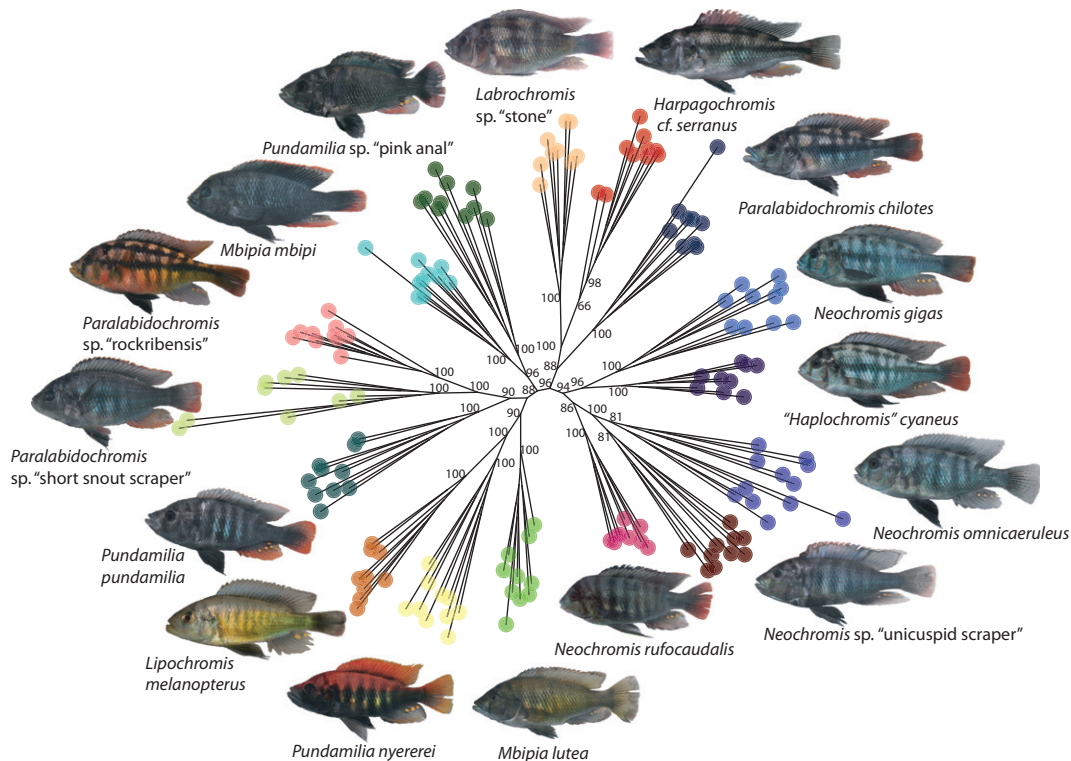 Labrochromis
sp. “stone”
Harpagochromis
cf. serranus
Pundamilia sp. “pink anal”
Paralabidochromis chilotes
Mbipia mbipi
Neochromis gigas
Paralabidochromis
sp. “rockribensis”
“Haplochromis” cyaneus
Paralabidochromis
sp. “short snout scraper”
Neochromis omnicaeruleus
Pundamilia
pundamilia
Neochromis sp. “unicuspid scraper”
Neochromis rufocaudalis
Lipochromis
melanopterus
Pundamilia nyererei
Mbipia lutea
98
100
66
100
100
100
100
88
100
96
96
94
96
100
88
100
100
100
90
100
100
90
86
100
81
100
100
81
100
100
100
100